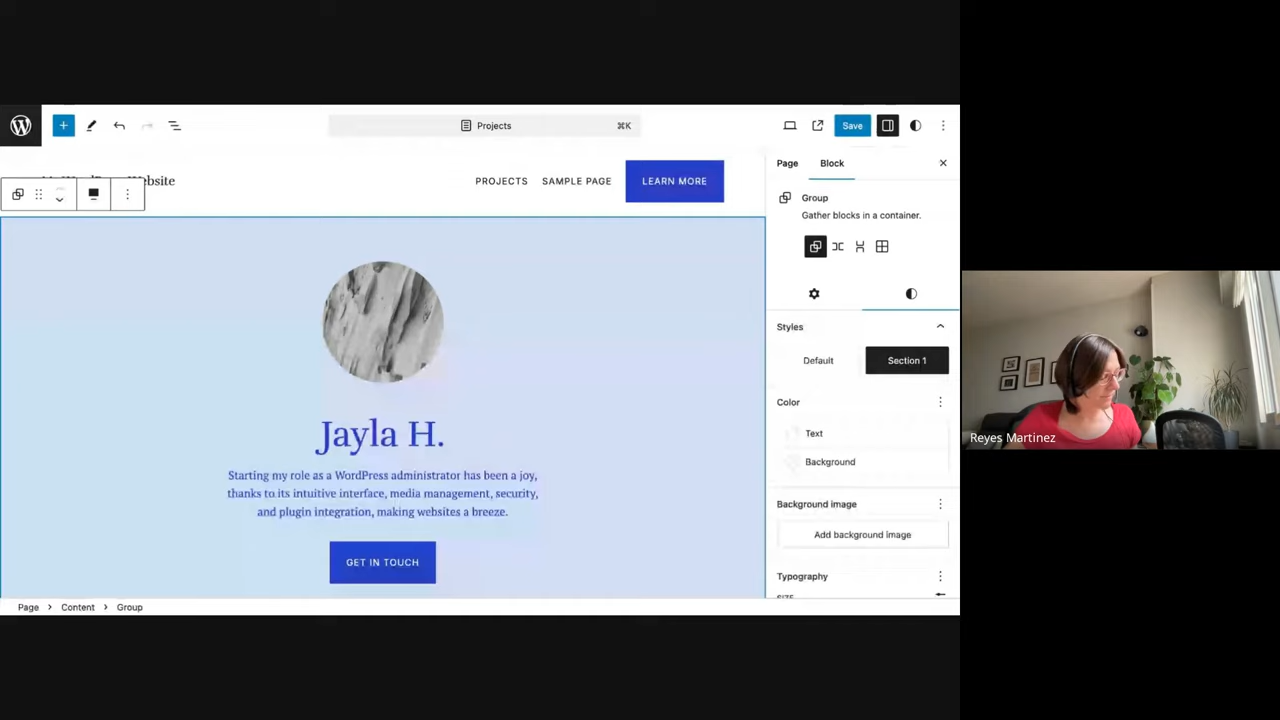 Projects
⌘K
Save
Website
PROJECTS
SAMPLE PAGE
LEARN MORE
Jayla H.
Starting my role as a WordPress administrator has been a joy,
thanks to its intuitive interface, media management, security,
and plugin integration, making websites a breeze.
GET IN TOUCH
Page > Content > Group
Page
Block
Group
Gather blocks in a container.
Styles
Default
Section 1
Color
Text
Background
Background image
Add background image
Typography
Reyes Martinez